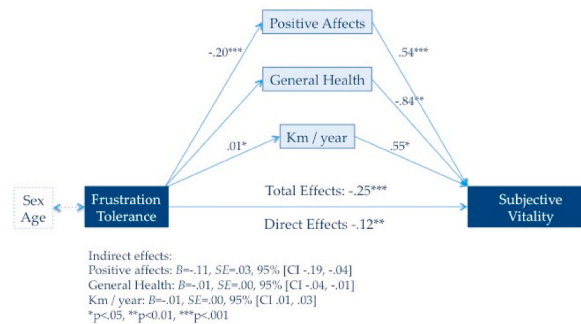 Positive Affects
-.20***
.54***
General Health
-.84**
Km / year
.01*
.55*
Sex
Age
Frustration
Tolerance
Total Effects: -.25***
Direct Effects -.12**
Subjective
Vitality
Indirect effects:
Positive affects: B=-.11, SE=.03, 95% [CI -.19, -.04]
General Health: B=-.01, SE=.00, 95% [CI -.04, -.01]
Km / year: B=-.01, SE=.00, 95% [CI .01, .03]
*p<.05, **p<0.01, ***p<.001